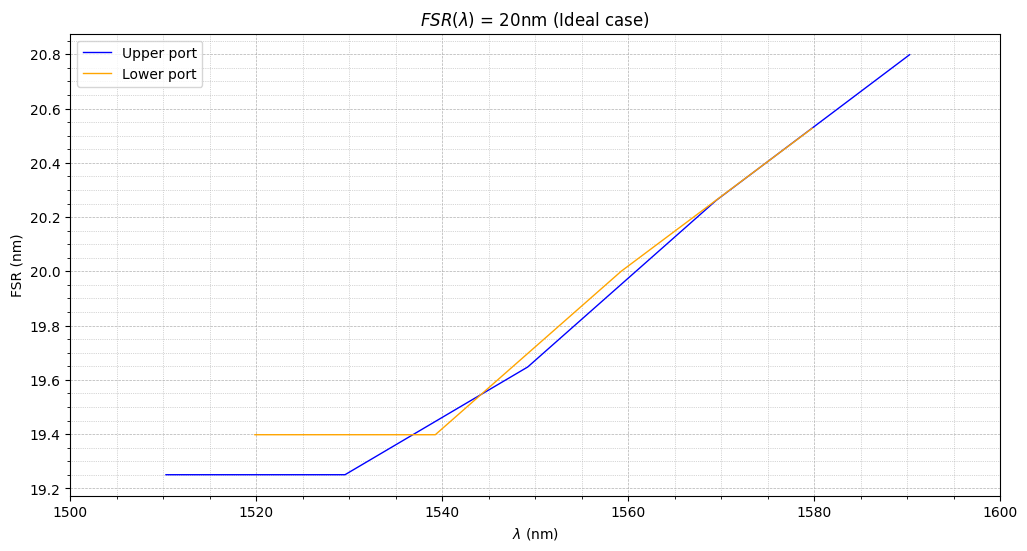 FSR(λ) = 20nm (Ideal case)
Upper port
Lower port
FSR (nm)
20.8
20.6
20.4
20.2
20.0
19.8
19.6
19.4
19.2
1500 1520 1540 1560 1580 1600
λ (nm)